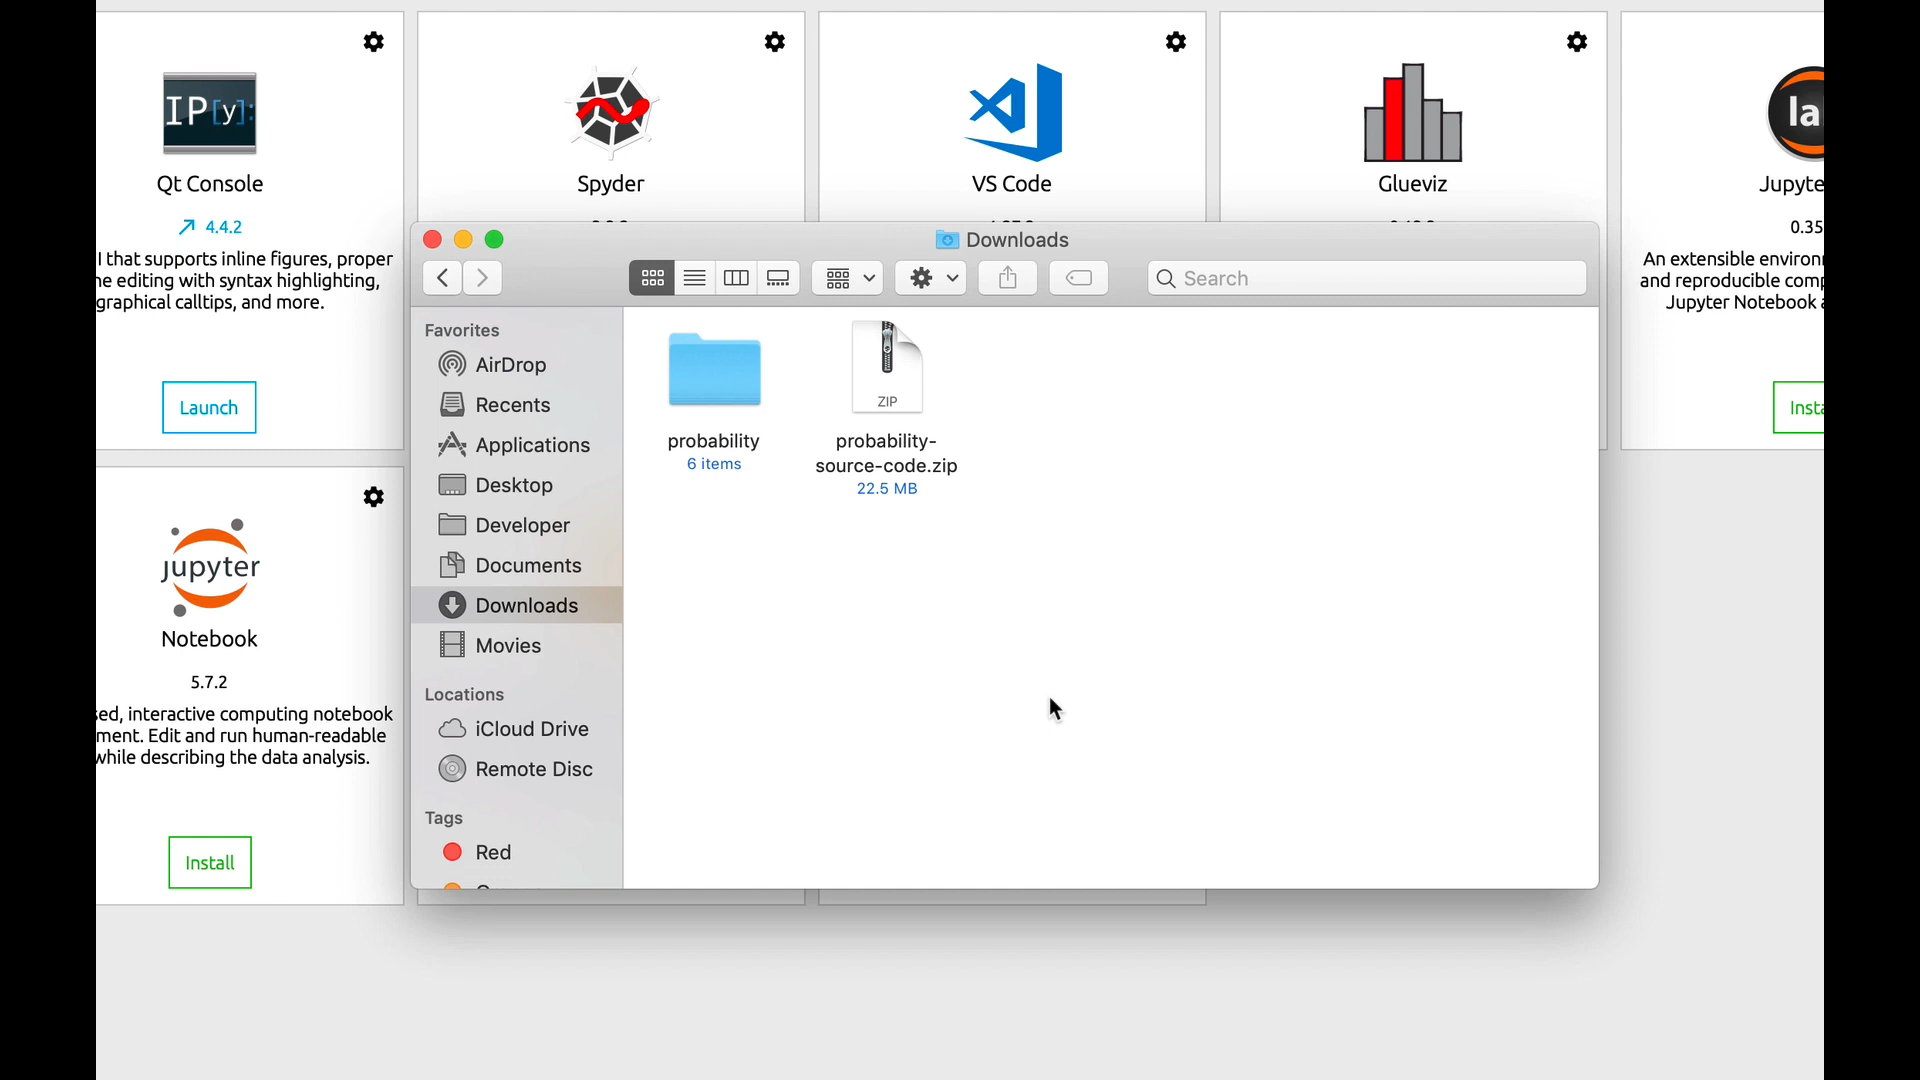 IP[y]:
Qt Console
4.4.2
I that supports inline figures, proper
ne editing with syntax highlighting,
graphical calltips, and more.
Launch
Spyder
VS Code
Glueviz
la
Jupyte
0.35
An extensible environ
and reproducible comp
Jupyter Notebook a
Insta
Downloads
Search
Favorites
AirDrop
Recents
Applications
Desktop
Developer
Documents
Downloads
Movies
Locations
iCloud Drive
Remote Disc
Tags
Red
probability
6 items
ZIP
probability-
source-code.zip
22.5 MB
jupyter
Notebook
5.7.2
sed, interactive computing notebook
ment. Edit and run human-readable
while describing the data analysis.
Install